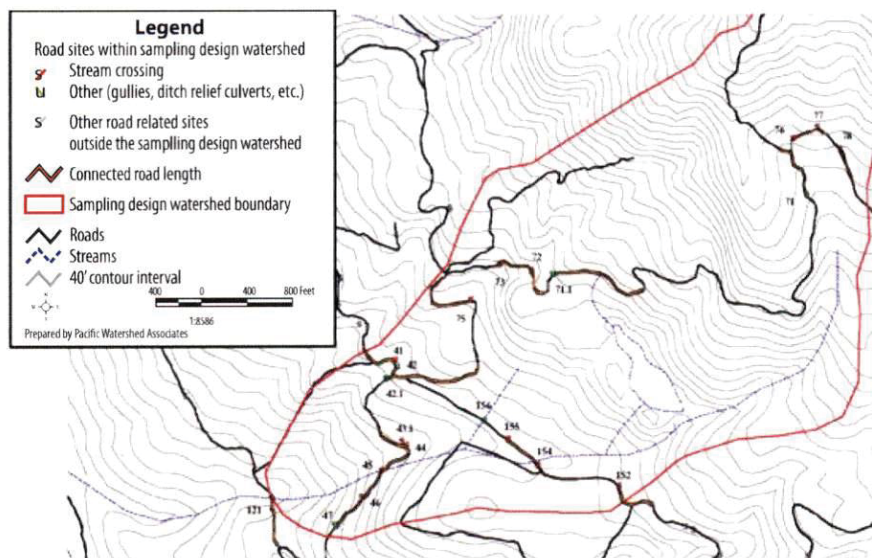 Legend
Road sites within sampling design watershed
Stream crossing
Other (gullies, ditch relief culverts, etc.)
Other road related sites
outside the samplling design watershed
Connected road length
Sampling design watershed boundary
Roads
Streams
40' contour interval
400 0 400 800 Feet
1:8586
Prepared by Pacific Watershed Associates
77
76
78
71
72
73
71.1
75
41
42
42.1
156
155
43.1
44
154
45
152
46
121
47